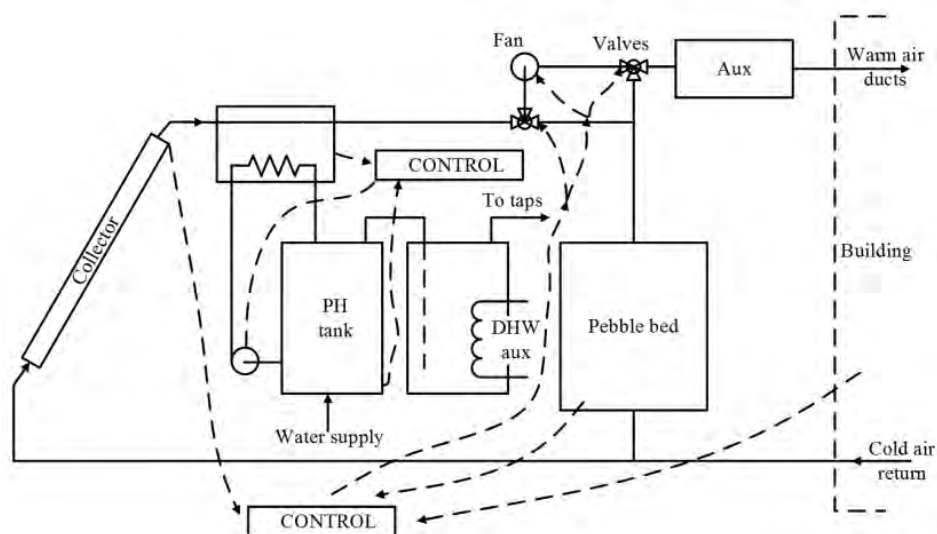 Fan
Valves
Aux
Warm air
ducts
CONTROL
To taps
Collector
Building
PH
tank
DHW
aux
Pebble bed
Water supply
Cold air
return
CONTROL